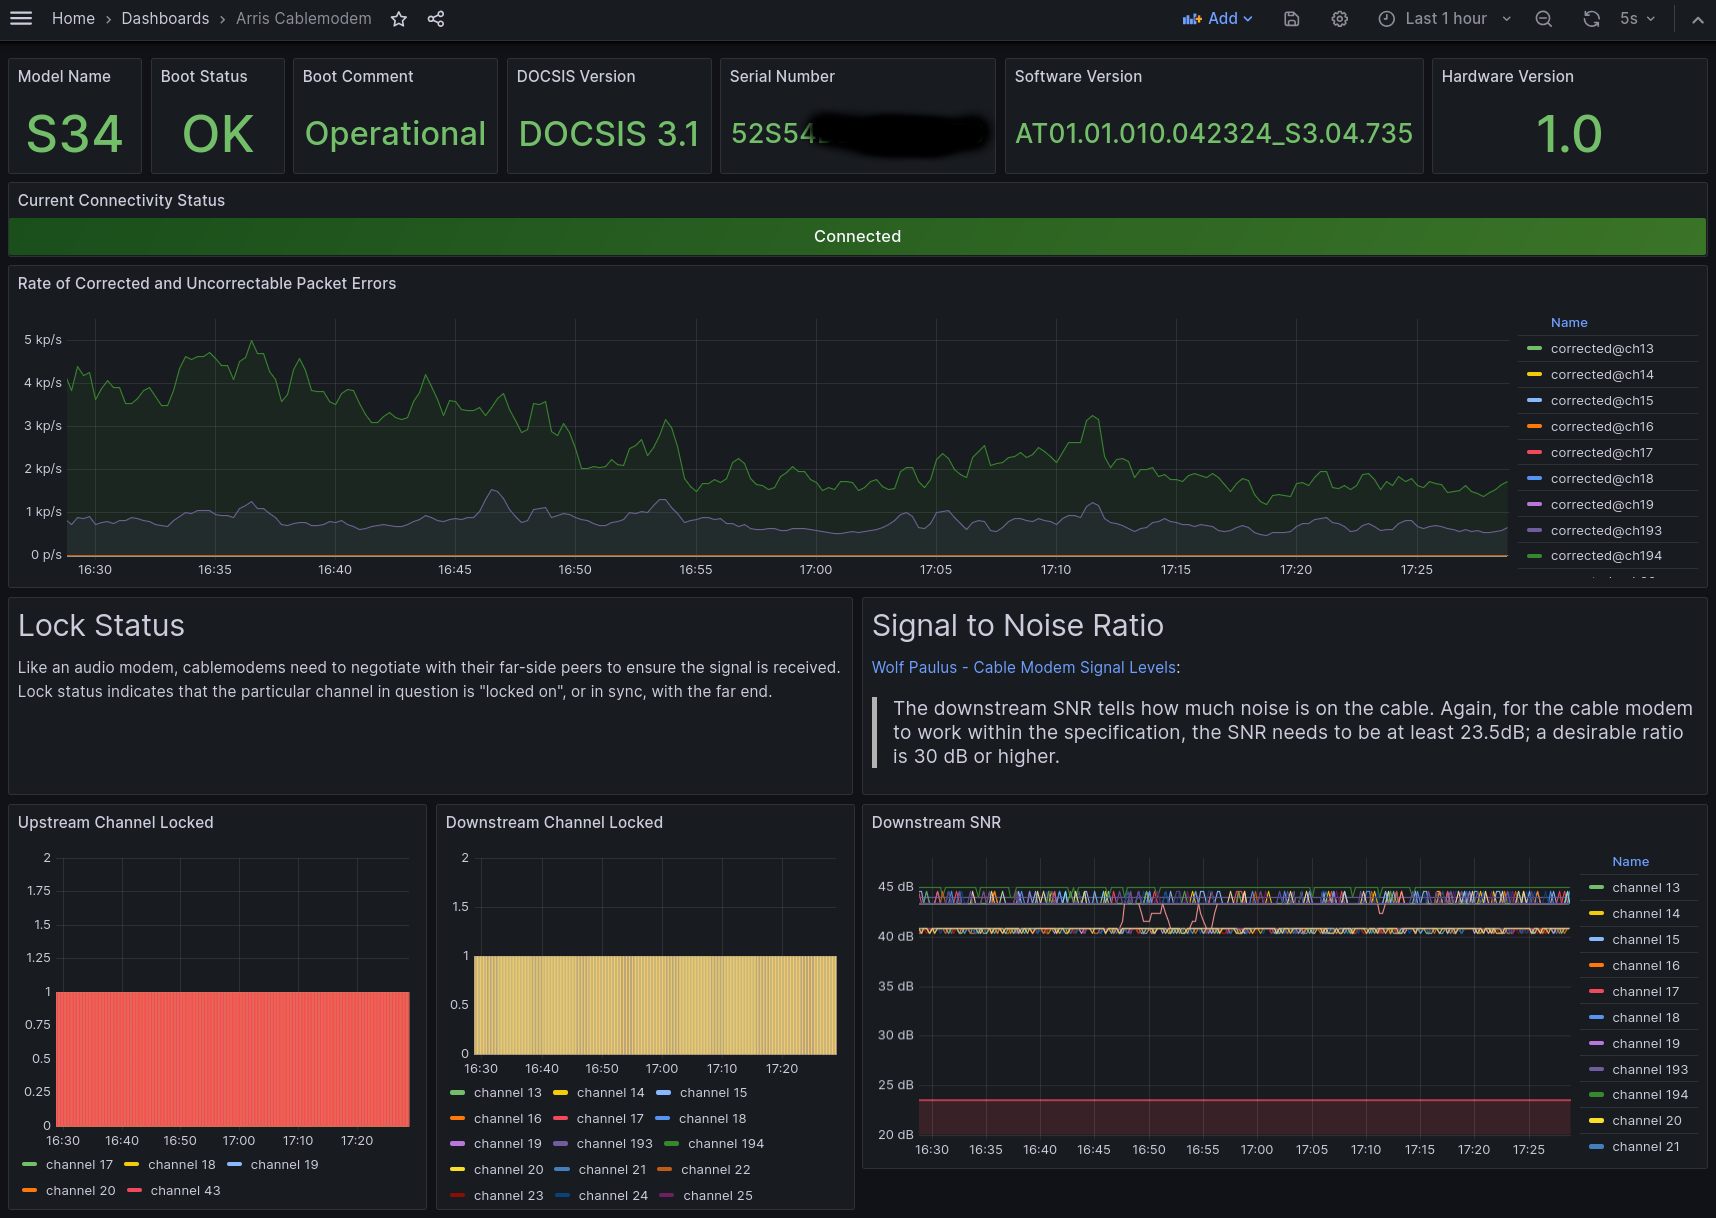 Home › Dashboards › Arris Cablemodem
Add
Last 1 hour
5s
Model Name
S34
Boot Status
OK
Boot Comment
Operational
DOCSIS Version
DOCSIS 3.1
Serial Number
52S54
Software Version
AT01.01.010.042324_S3.04.735
Hardware Version
1.0
Current Connectivity Status
Connected
Rate of Corrected and Uncorrectable Packet Errors
5 kp/s
4 kp/s
3 kp/s
2 kp/s
1 kp/s
0 p/s
16:30 16:35 16:40 16:45 16:50 16:55 17:00 17:05 17:10 17:15 17:20 17:25
Name
corrected@ch13
corrected@ch14
corrected@ch15
corrected@ch16
corrected@ch17
corrected@ch18
corrected@ch19
corrected@ch193
corrected@ch194
Lock Status
Like an audio modem, cablemodems need to negotiate with their far-side peers to ensure the signal is received.
Lock status indicates that the particular channel in question is "locked on", or in sync, with the far end.
Signal to Noise Ratio
Wolf Paulus - Cable Modem Signal Levels:
The downstream SNR tells how much noise is on the cable. Again, for the cable modem
to work within the specification, the SNR needs to be at least 23.5dB; a desirable ratio
is 30 dB or higher.
Upstream Channel Locked
2
1.75
1.5
1.25
1
0.75
0.5
0.25
0
16:30 16:40 16:50 17:00 17:10 17:20
channel 17 channel 18 channel 19
channel 20 channel 43
Downstream Channel Locked
2
1.5
1
0.5
0
16:30 16:40 16:50 17:00 17:10 17:20
channel 13 channel 14 channel 15
channel 16 channel 17 channel 18
channel 19 channel 193 channel 194
channel 20 channel 21 channel 22
channel 23 channel 24 channel 25
Downstream SNR
45 dB
40 dB
35 dB
30 dB
25 dB
20 dB
16:30 16:35 16:40 16:45 16:50 16:55 17:00 17:05 17:10 17:15 17:20 17:25
Name
channel 13
channel 14
channel 15
channel 16
channel 17
channel 18
channel 19
channel 193
channel 194
channel 20
channel 21